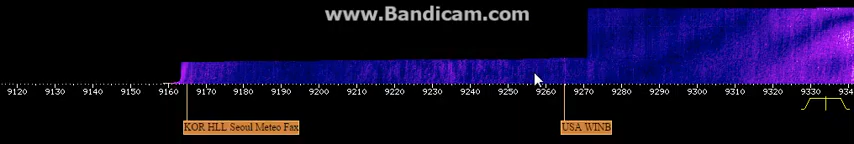 www.Bandicam.com
9120 9130 9140 9150 9160 9170 9180 9190 9200 9210 9220 9230 9240 9250 9260 9270 9280 9290 9300 9310 9320 9330 934
KOR HLL Seoul Meteo Fax USA WINB